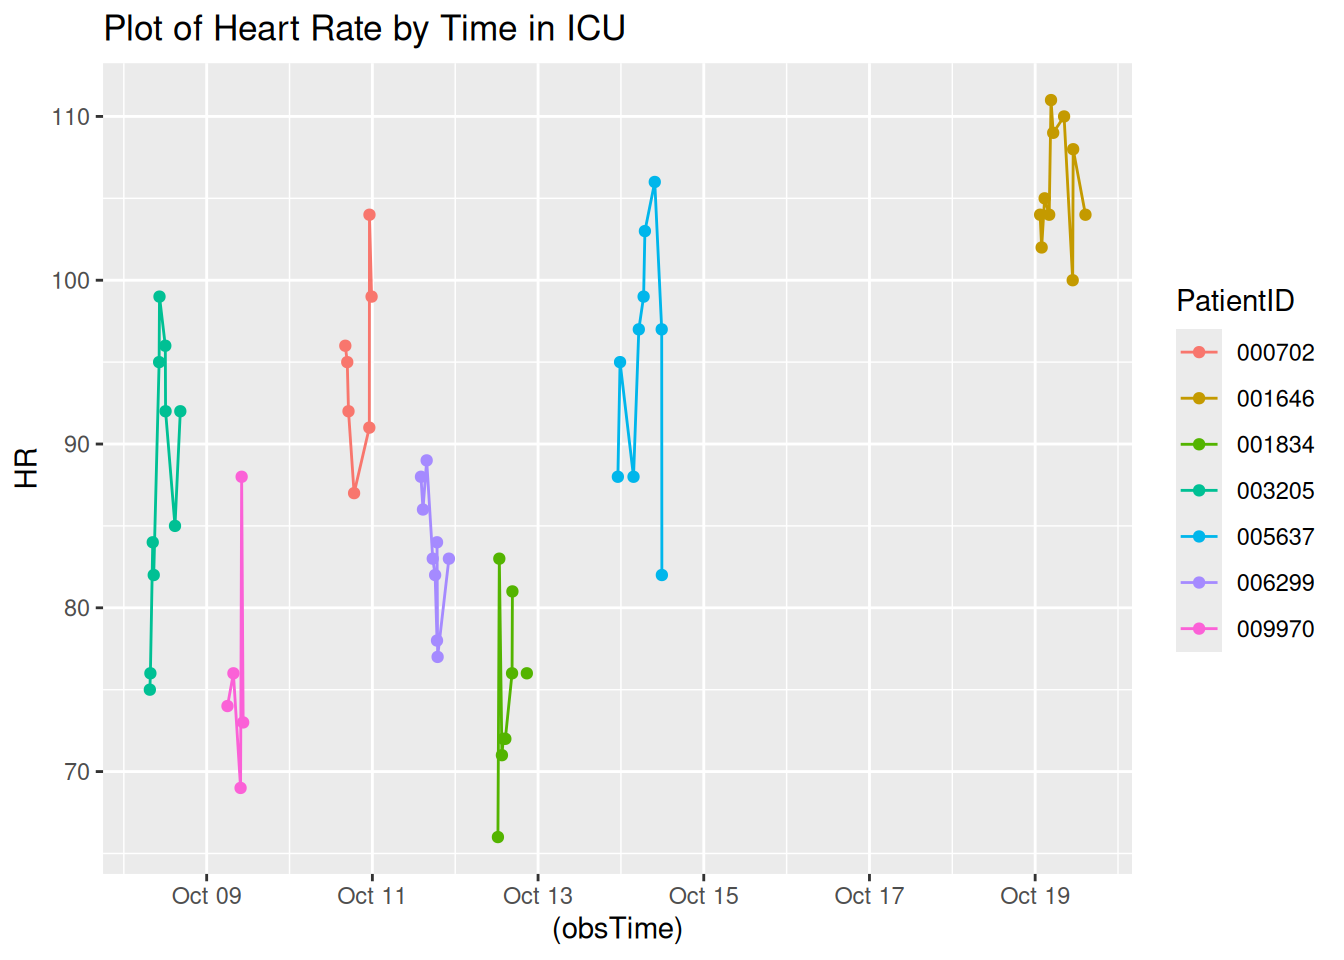 Plot of Heart Rate by Time in ICU
110
100
90
80
70
HR
Oct 09
Oct 11
Oct 13
Oct 15
Oct 17
Oct 19
(obsTime)
PatientID
000702
001646
001834
003205
005637
006299
009970